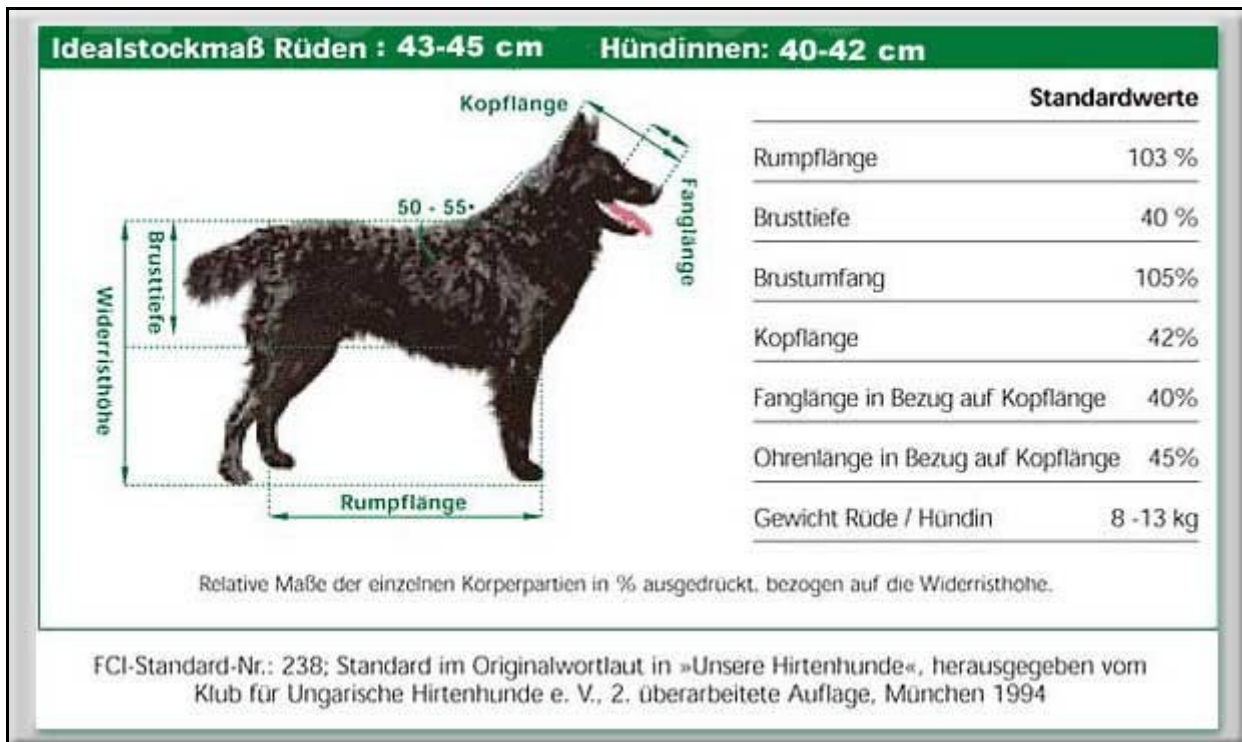 Idealstockmaß Rüden : 43-45 cm Hündinnen: 40-42 cm
Kopflänge
Fanglänge
50 - 55°
Brusttiefe
Widerristhöhe
Rumpflänge
Standardwerte
Rumpflänge 103 %
Brusttiefe 40 %
Brustumfang 105%
Kopflänge 42%
Fanglänge in Bezug auf Kopflänge 40%
Ohrenlänge in Bezug auf Kopflänge 45%
Gewicht Rüde / Hündin 8 -13 kg
Relative Maße der einzelnen Körperpartien in % ausgedrückt, bezogen auf die Widerristhöhe.
FCI-Standard-Nr.: 238; Standard im Originalwortlaut in »Unsere Hirtenhunde«, herausgegeben vom
Klub für Ungarische Hirtenhunde e. V., 2. überarbeitete Auflage, München 1994